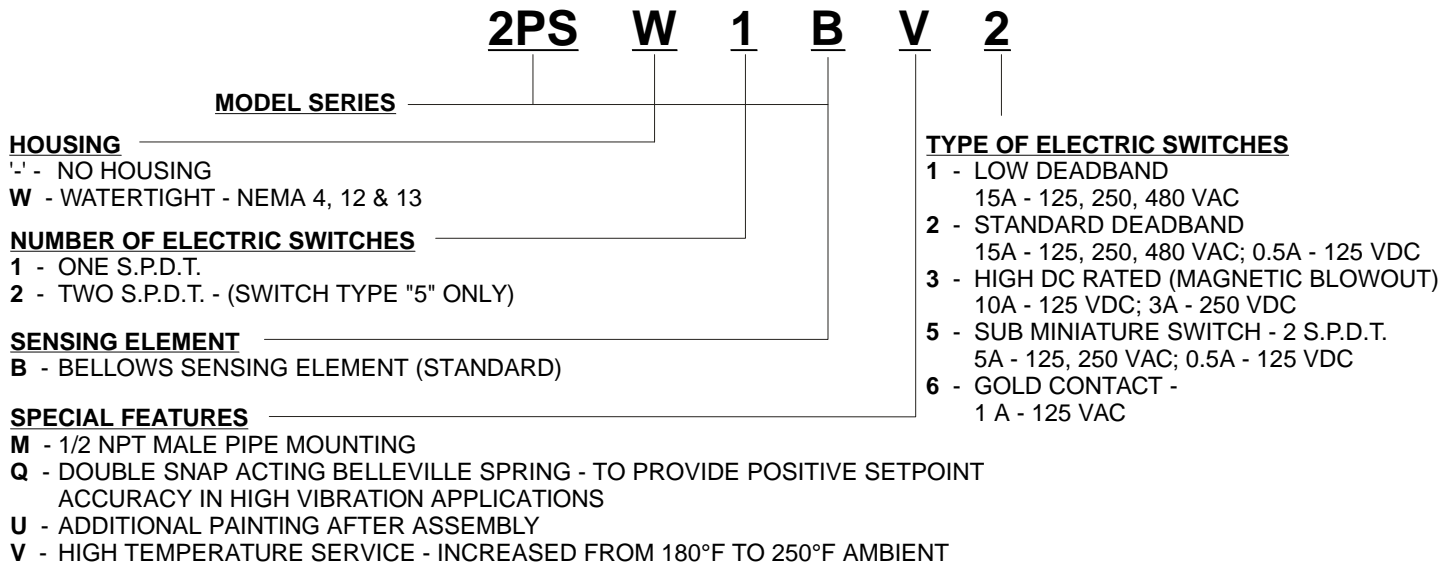 2PS W 1 B V 2
MODEL SERIES
HOUSING
'-' - NO HOUSING
W - WATERTIGHT - NEMA 4, 12 & 13
NUMBER OF ELECTRIC SWITCHES
1 - ONE S.P.D.T.
2 - TWO S.P.D.T. - (SWITCH TYPE "5" ONLY)
SENSING ELEMENT
B - BELLOWS SENSING ELEMENT (STANDARD)
SPECIAL FEATURES
M - 1/2 NPT MALE PIPE MOUNTING
Q - DOUBLE SNAP ACTING BELLEVILLE SPRING - TO PROVIDE POSITIVE SETPOINT
ACCURACY IN HIGH VIBRATION APPLICATIONS
U - ADDITIONAL PAINTING AFTER ASSEMBLY
V - HIGH TEMPERATURE SERVICE - INCREASED FROM 180°F TO 250°F AMBIENT
TYPE OF ELECTRIC SWITCHES
1 - LOW DEADBAND
15A - 125, 250, 480 VAC
2 - STANDARD DEADBAND
15A - 125, 250, 480 VAC; 0.5A - 125 VDC
3 - HIGH DC RATED (MAGNETIC BLOWOUT)
10A - 125 VDC; 3A - 250 VDC
5 - SUB MINIATURE SWITCH - 2 S.P.D.T.
5A - 125, 250 VAC; 0.5A - 125 VDC
6 - GOLD CONTACT -
1 A - 125 VAC